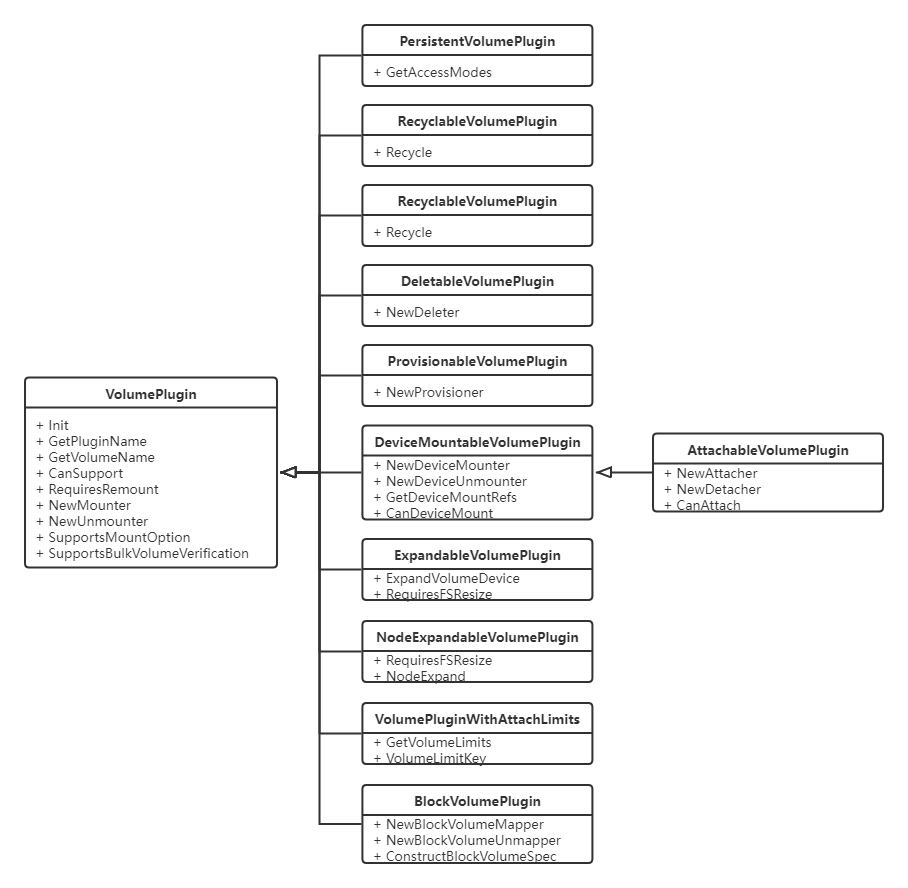 PersistentVolumePlugin
+ GetAccessModes
RecyclableVolumePlugin
+ Recycle
RecyclableVolumePlugin
+ Recycle
DeletableVolumePlugin
+ NewDeleter
ProvisionableVolumePlugin
+ NewProvisioner
VolumePlugin
+ Init
+ GetPluginName
+ GetVolumeName
+ CanSupport
+ RequiresRemount
+ NewMounter
+ NewUnmounter
+ SupportsMountOption
+ SupportsBulkVolumeVerification
DeviceMountableVolumePlugin
+ NewDeviceMounter
+ NewDeviceUnmounter
+ GetDeviceMountRefs
+ CanDeviceMount
AttachableVolumePlugin
+ NewAttacher
+ NewDetacher
+ CanAttach
ExpandableVolumePlugin
+ ExpandVolumeDevice
+ RequiresFSResize
NodeExpandableVolumePlugin
+ RequiresFSResize
+ NodeExpand
VolumePluginWithAttachLimits
+ GetVolumeLimits
+ VolumeLimitKey
BlockVolumePlugin
+ NewBlockVolumeMapper
+ NewBlockVolumeUnmapper
+ ConstructBlockVolumeSpec